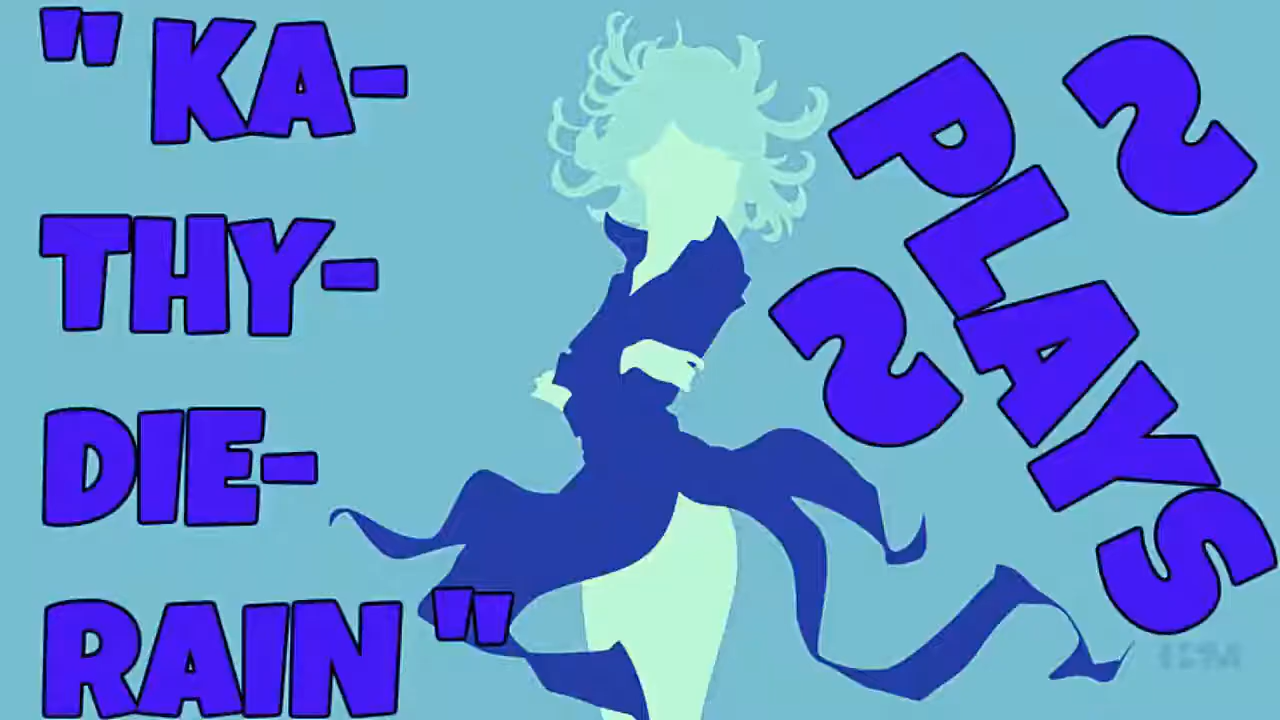 " KA-
THY-
DIE-
RAIN "
~
PLAYS
~